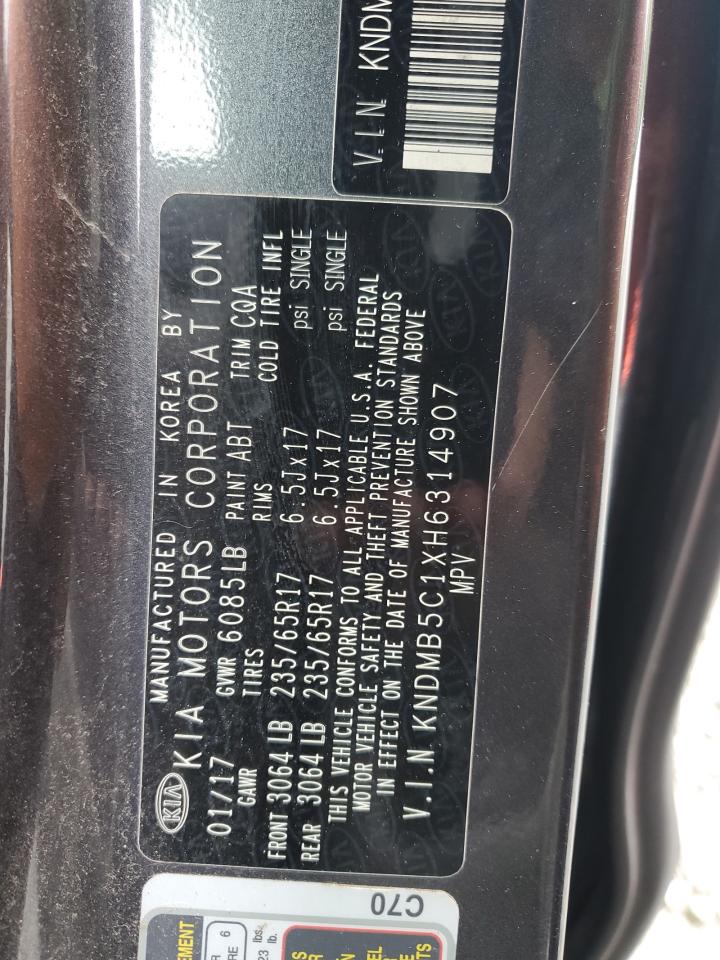 MANUFACTURED IN KOREA BY
KIA KIA MOTORS CORPORATION
01/17 GVWR 6085LB PAINT ABT TRIM CQA
GAWR TIRES RIMS COLD TIRE INFL
FRONT 3064 LB 235/65R17 6.5Jx17 psi SINGLE
REAR 3064 LB 235/65R17 6.5Jx17 psi SINGLE
THIS VEHICLE CONFORMS TO ALL APPLICABLE U.S.A. FEDERAL
MOTOR VEHICLE SAFETY AND THEFT PREVENTION STANDARDS
IN EFFECT ON THE DATE OF MANUFACTURE SHOWN ABOVE
V.I.N KNDMB5C1XH6314907
MPV
V.I.N. KNDM
C70